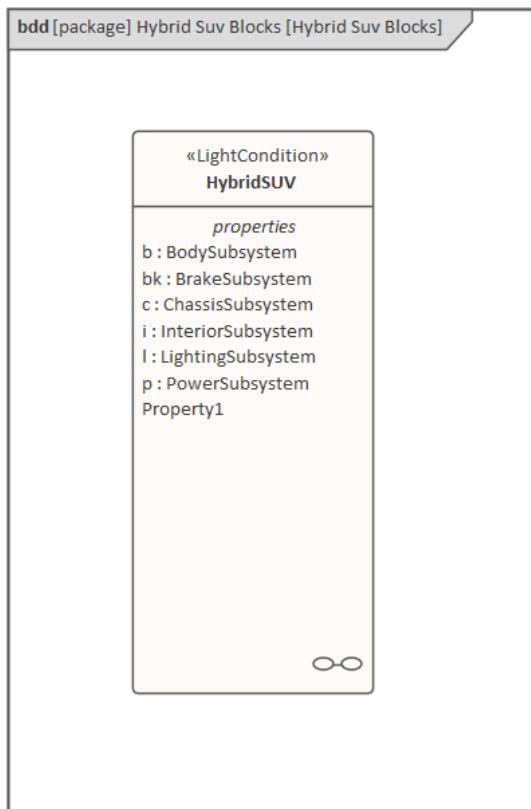 bdd [package] Hybrid Suv Blocks [Hybrid Suv Blocks]
«LightCondition»
HybridSUV
properties
b : BodySubsystem
bk : BrakeSubsystem
c : ChassisSubsystem
i : InteriorSubsystem
l : LightingSubsystem
p : PowerSubsystem
Property1